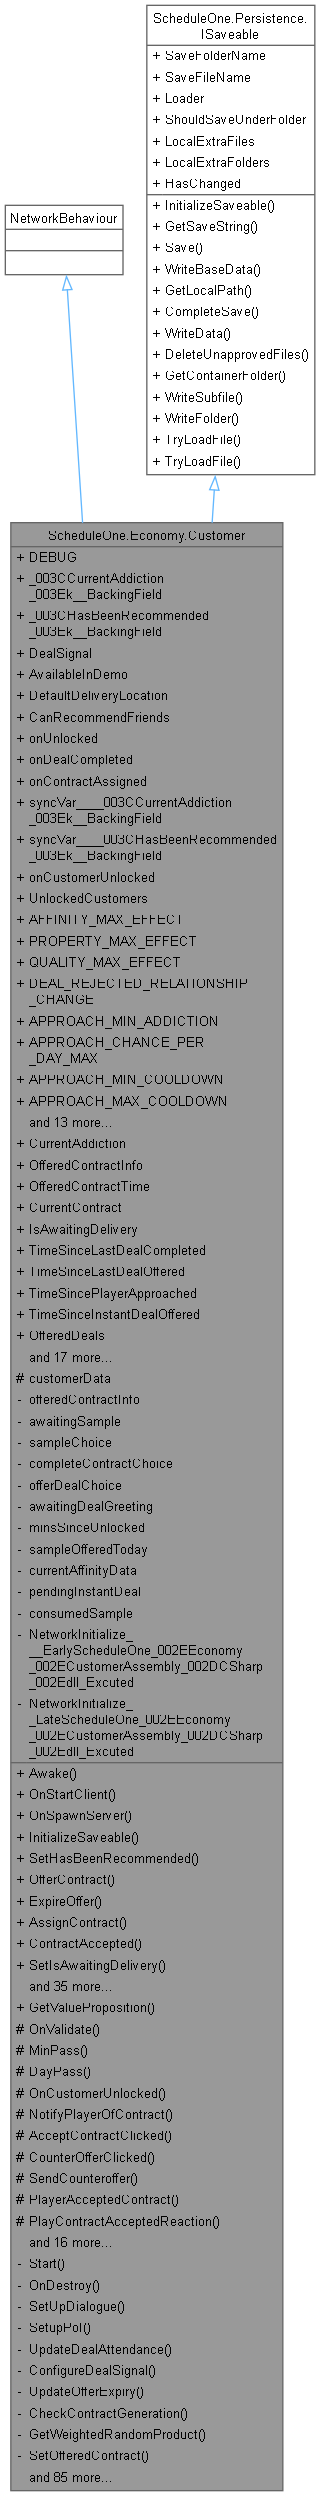 ScheduleOne.Persistence.
ISaveable
+ SaveFolderName
+ SaveFileName
+ Loader
+ ShouldSaveUnderFolder
+ LocalExtraFiles
+ LocalExtraFolders
+ HasChanged
+ InitializeSaveable()
+ GetSaveString()
+ Save()
+ WriteBaseData()
+ GetLocalPath()
+ CompleteSave()
+ WriteData()
+ DeleteUnapprovedFiles()
+ GetContainerFolder()
+ WriteSubfile()
+ WriteFolder()
+ TryLoadFile()
+ TryLoadFile()
NetworkBehaviour
ScheduleOne.Economy.Customer
+ DEBUG
+ _003CCurrentAddiction
_003Ek__BackingField
+ _003CHasBeenRecommended
_003Ek__BackingField
+ DealSignal
+ AvailableInDemo
+ DefaultDeliveryLocation
+ CanRecommendFriends
+ onUnlocked
+ onDealCompleted
+ onContractAssigned
+ syncVar____003CCurrentAddiction
_003Ek__BackingField
+ syncVar____003CHasBeenRecommended
_003Ek__BackingField
+ onCustomerUnlocked
+ UnlockedCustomers
+ AFFINITY_MAX_EFFECT
+ PROPERTY_MAX_EFFECT
+ QUALITY_MAX_EFFECT
+ DEAL_REJECTED_RELATIONSHIP
_CHANGE
+ APPROACH_MIN_ADDICTION
+ APPROACH_CHANCE_PER
_DAY_MAX
+ APPROACH_MIN_COOLDOWN
+ APPROACH_MAX_COOLDOWN
and 13 more...
+ CurrentAddiction
+ OfferedContractInfo
+ OfferedContractTime
+ CurrentContract
+ IsAwaitingDelivery
+ TimeSinceLastDealCompleted
+ TimeSinceLastDealOffered
+ TimeSincePlayerApproached
+ TimeSinceInstantDealOffered
+ OfferedDeals
and 17 more...
# customerData
- offeredContractInfo
- awaitingSample
- sampleChoice
- completeContractChoice
- offerDealChoice
- awaitingDealGreeting
- minsSinceUnlocked
- sampleOfferedToday
- currentAffinityData
- pendingInstantDeal
- consumedSample
- NetworkInitialize_
__EarlyScheduleOne_002EEconomy
_002ECustomerAssembly_002DCSharp
_002Edll_Excuted
- NetworkInitialize_
_LateScheduleOne_002EEconomy
_002ECustomerAssembly_002DCSharp
_002Edll_Excuted
+ Awake()
+ OnStartClient()
+ OnSpawnServer()
+ InitializeSaveable()
+ SetHasBeenRecommended()
+ OfferContract()
+ ExpireOffer()
+ AssignContract()
+ ContractAccepted()
+ SetIsAwaitingDelivery()
and 35 more...
+ GetValueProposition()
# OnValidate()
# MinPass()
# DayPass()
# OnCustomerUnlocked()
# NotifyPlayerOfContract()
# AcceptContractClicked()
# CounterOfferClicked()
# SendCounteroffer()
# PlayerAcceptedContract()
# PlayContractAcceptedReaction()
and 16 more...
- Start()
- OnDestroy()
- SetUpDialogue()
- SetupPoI()
- UpdateDealAttendance()
- ConfigureDealSignal()
- UpdateOfferExpiry()
- CheckContractGeneration()
- GetWeightedRandomProduct()
- SetOfferedContract()
and 85 more...